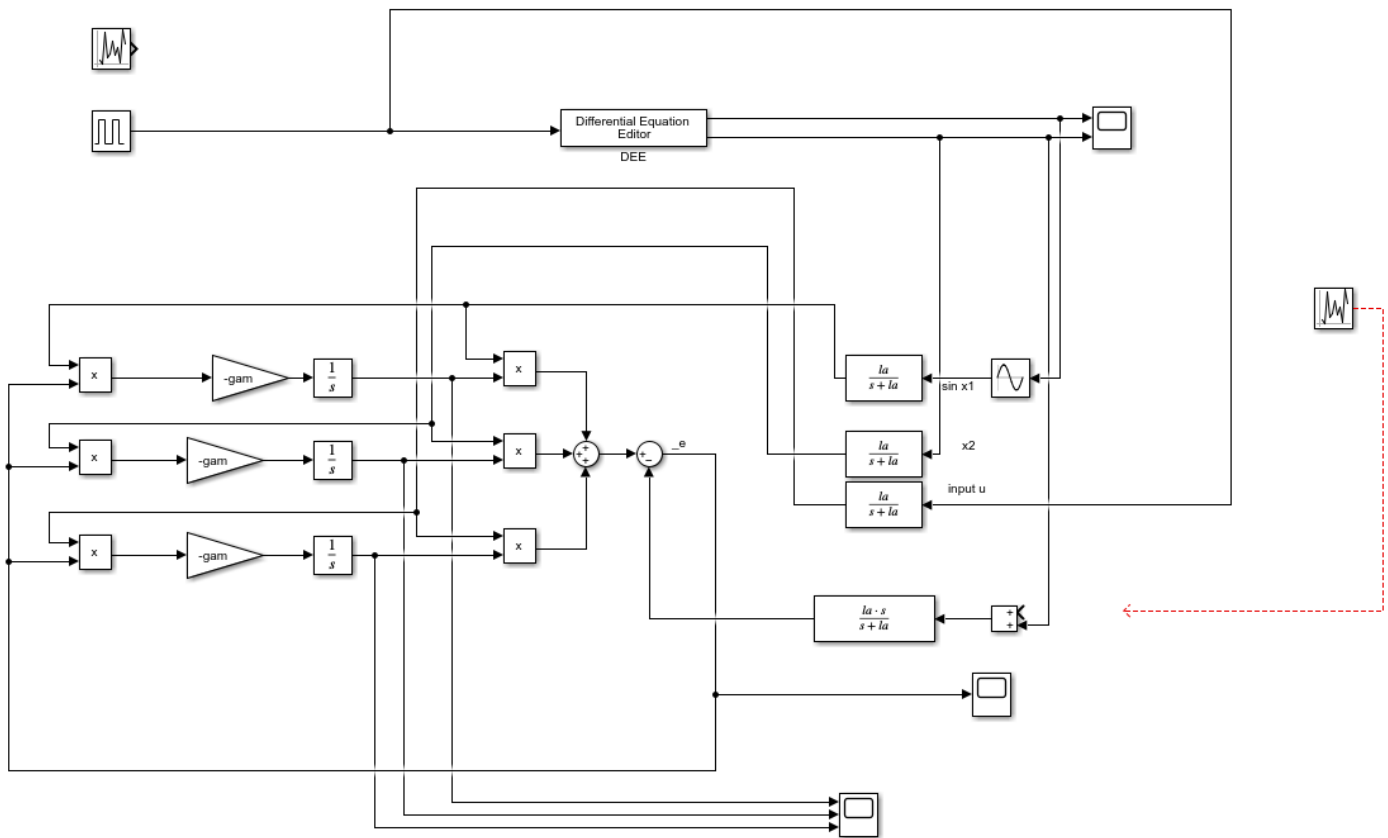 Differential Equation
Editor
DEE
x
-gam
1
s
x
la
s + la
sin x1
x
-gam
1
s
x
+
+
+
+
−
_e
la
s + la
x2
la
s + la
input u
x
-gam
1
s
x
la · s
s + la
+
+